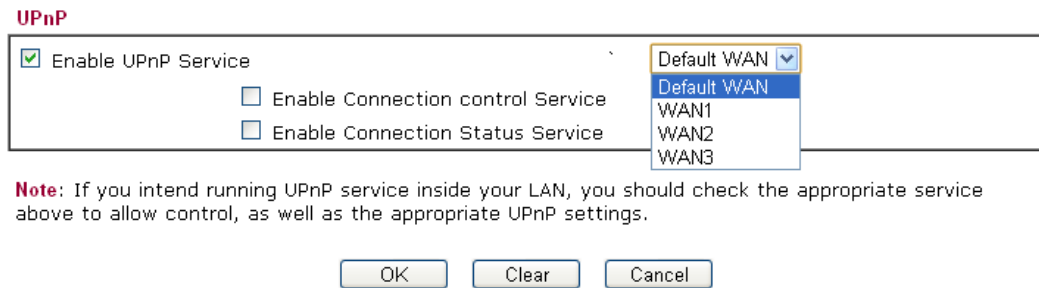 UPnP
Enable UPnP Service ` Default WAN
Default WAN
Enable Connection control Service
WAN1
Enable Connection Status Service
WAN2
WAN3
Note: If you intend running UPnP service inside your LAN, you should check the appropriate service
above to allow control, as well as the appropriate UPnP settings.
OK Clear Cancel